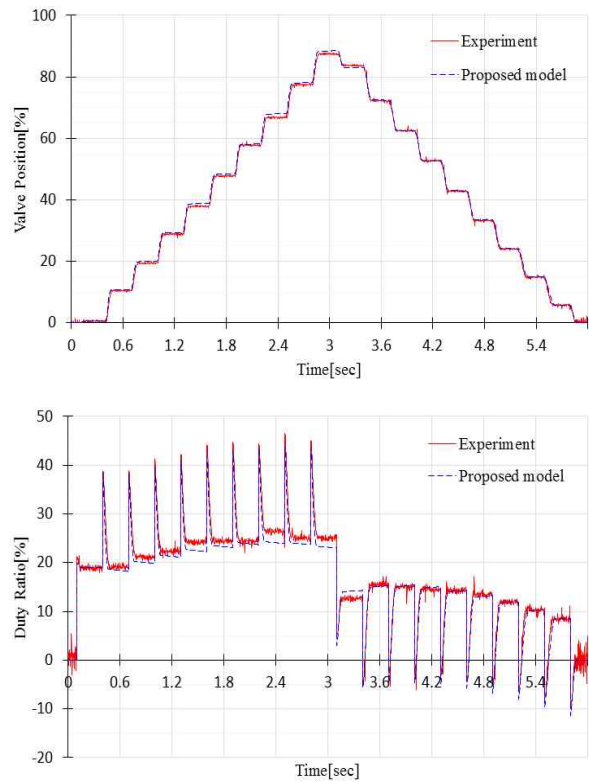 100
80
60
40
20
0
Valve Position[%]
Experiment
Proposed model
0 0.6 1.2 1.8 2.4 3 3.6 4.2 4.8 5.4
Time[sec]
50
40
30
20
10
0
-10
-20
Duty Ratio[%]
Experiment
Proposed model
0 0.6 1.2 1.8 2.4 3 3.6 4.2 4.8 5.4
Time[sec]